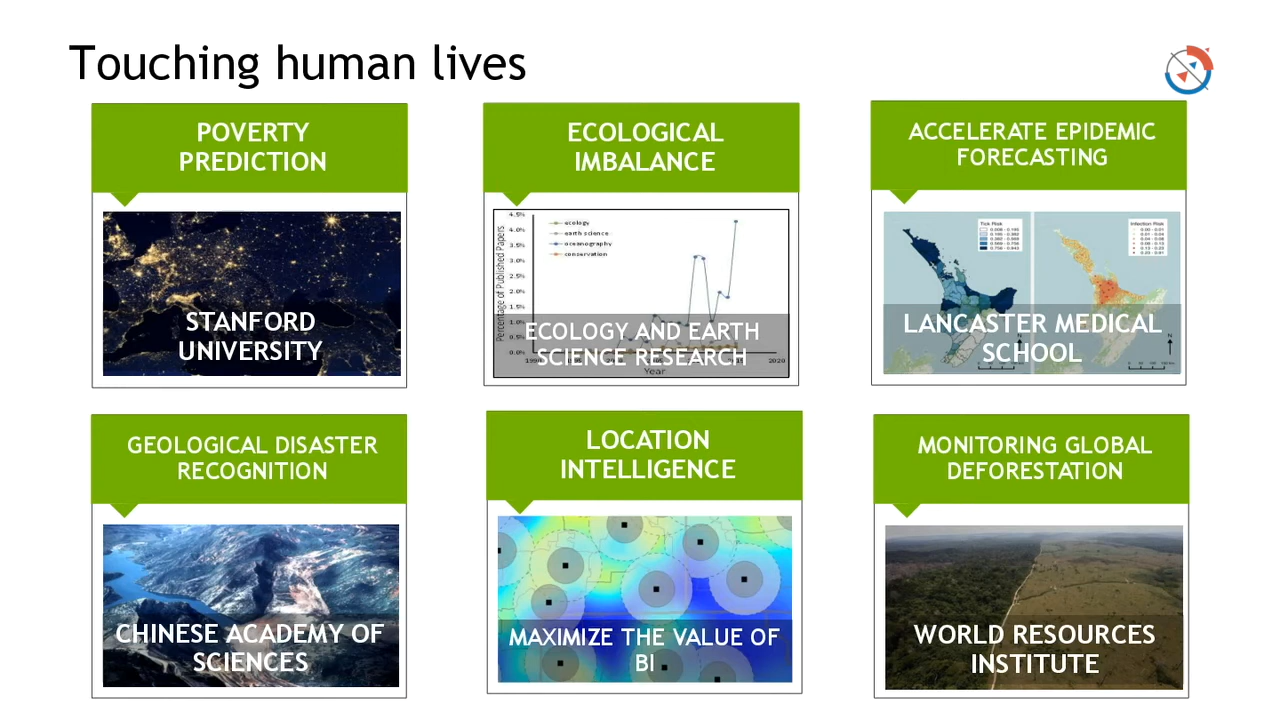 Touching human lives
POVERTY
PREDICTION
STANFORD
UNIVERSITY
ECOLOGICAL
IMBALANCE
4.5%
4.0%
3.5%
3.0%
2.5%
2.0%
1.5%
1.0%
0.5%
0.0%
Percentage of Published Papers
ecology
earth science
oceanography
conservation
2020
Year
ECOLOGY AND EARTH
SCIENCE RESEARCH
ACCELERATE EPIDEMIC
FORECASTING
Tick Risk
Infection Risk
N
LANCASTER MEDICAL
SCHOOL
GEOLOGICAL DISASTER
RECOGNITION
CHINESE ACADEMY OF
SCIENCES
LOCATION
INTELLIGENCE
MAXIMIZE THE VALUE OF
BI
MONITORING GLOBAL
DEFORESTATION
WORLD RESOURCES
INSTITUTE